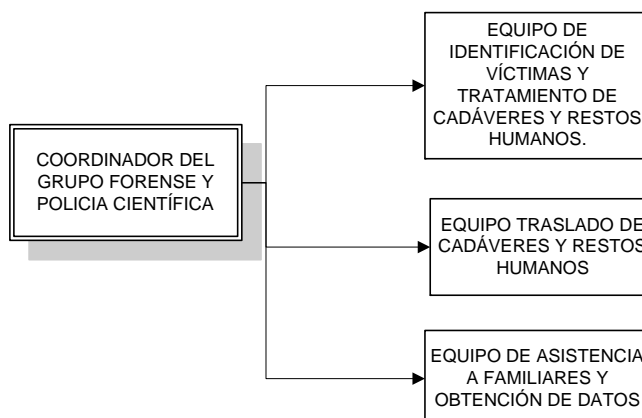 EQUIPO DE
IDENTIFICACIÓN DE
VÍCTIMAS Y
TRATAMIENTO DE
CADÁVERES Y RESTOS
HUMANOS.
COORDINADOR DEL
GRUPO FORENSE Y
POLICIA CIENTÍFICA
EQUIPO TRASLADO DE
CADÁVERES Y RESTOS
HUMANOS
EQUIPO DE ASISTENCIA
A FAMILIARES Y
OBTENCIÓN DE DATOS